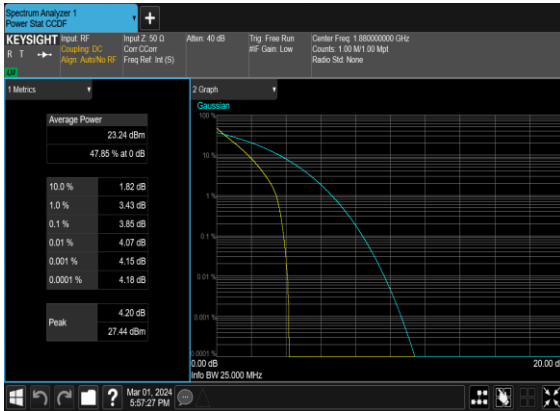 Spectrum Analyzer 1
Power Stat CCDF
+
KEYSIGHT
R T
LXI
Input: RF
Coupling: DC
Align: Auto/No RF
Input Z: 50 Ω
Corr CCorr
Freq Ref: Int (S)
Atten: 40 dB
Trig: Free Run
#IF Gain: Low
Center Freq: 1.880000000 GHz
Counts: 1.00 M/1.00 Mpt
Radio Std: None
1 Metrics
Average Power
23.24 dBm
47.85 % at 0 dB
10.0 % 1.82 dB
1.0 % 3.43 dB
0.1 % 3.85 dB
0.01 % 4.07 dB
0.001 % 4.15 dB
0.0001 % 4.18 dB
Peak
4.20 dB
27.44 dBm
2 Graph
Gaussian
100 %
10 %
1 %
0.1 %
0.01 %
0.001 %
0.0001 %
0.00 dB
20.00 d
Info BW 25.000 MHz
?
Mar 01, 2024
5:57:27 PM